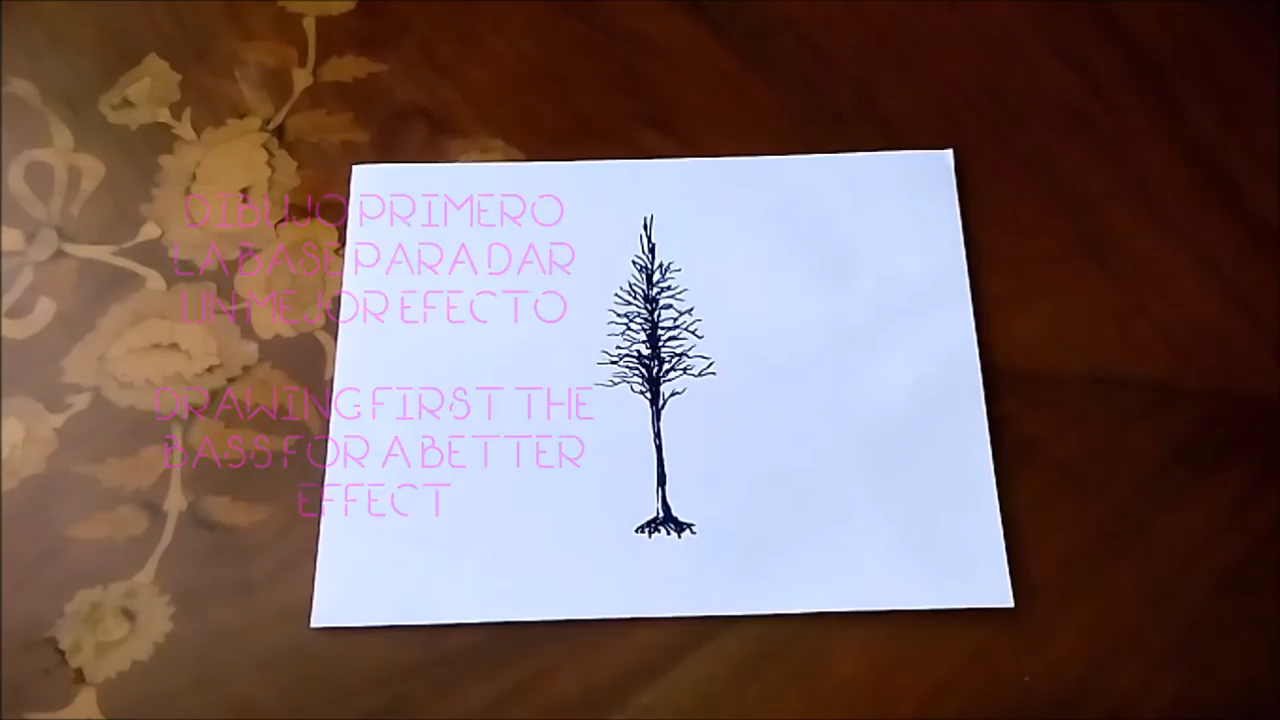 DIBUJO PRIMERO
LA BASE PARA DAR
UN MEJOR EFECTO
DRAWING FIRST THE
BASS FOR A BETTER
EFFECT